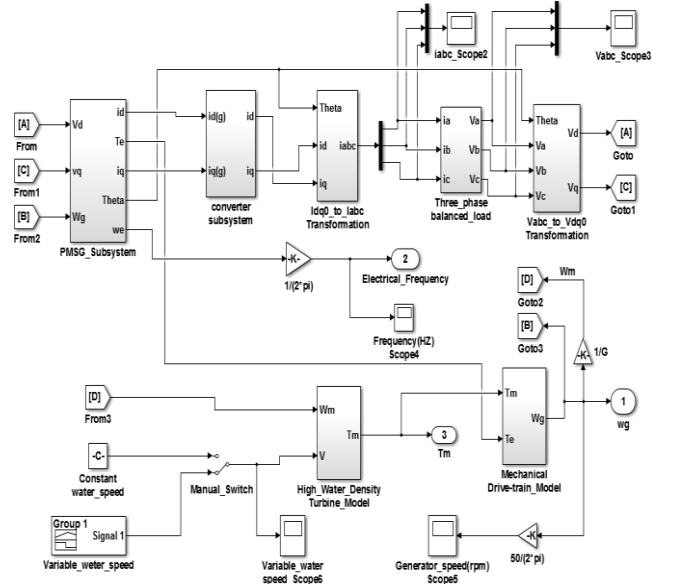 iabc_Scope2
Vabc_Scope3
[A]
From
[C]
From1
[B]
From2
Vd
vq
Wg
id
Te
iq
Theta
we
PMSG_Subsystem
id(g)
iq(g)
id
iq
converter
subsystem
Theta
id
iq
iabc
Idq0_to_Iabc
Transformation
ia
ib
ic
Va
Vb
Vc
Three_phase
balanced_load
Theta
Va
Vb
Vc
Vd
Vq
Vabc_to_Vdq0
Transformation
[A]
Goto
[C]
Goto1
-K-
1/(2*pi)
2
Electrical_Frequency
Frequency(HZ)
Scope4
[D]
Goto2
Wm
[B]
Goto3
-K-
1/G
[D]
From3
-C-
Constant
water_speed
Manual_Switch
Group 1
Signal 1
Variable_weter_speed
Wm
V
Tm
High_Water_Density
Turbine_Model
3
Tm
Tm
Te
Wg
Mechanical
Drive-train_Model
1
wg
Variable_water
speed_Scope6
Generator_speed(rpm)
Scope5
-K-
50/(2*pi)